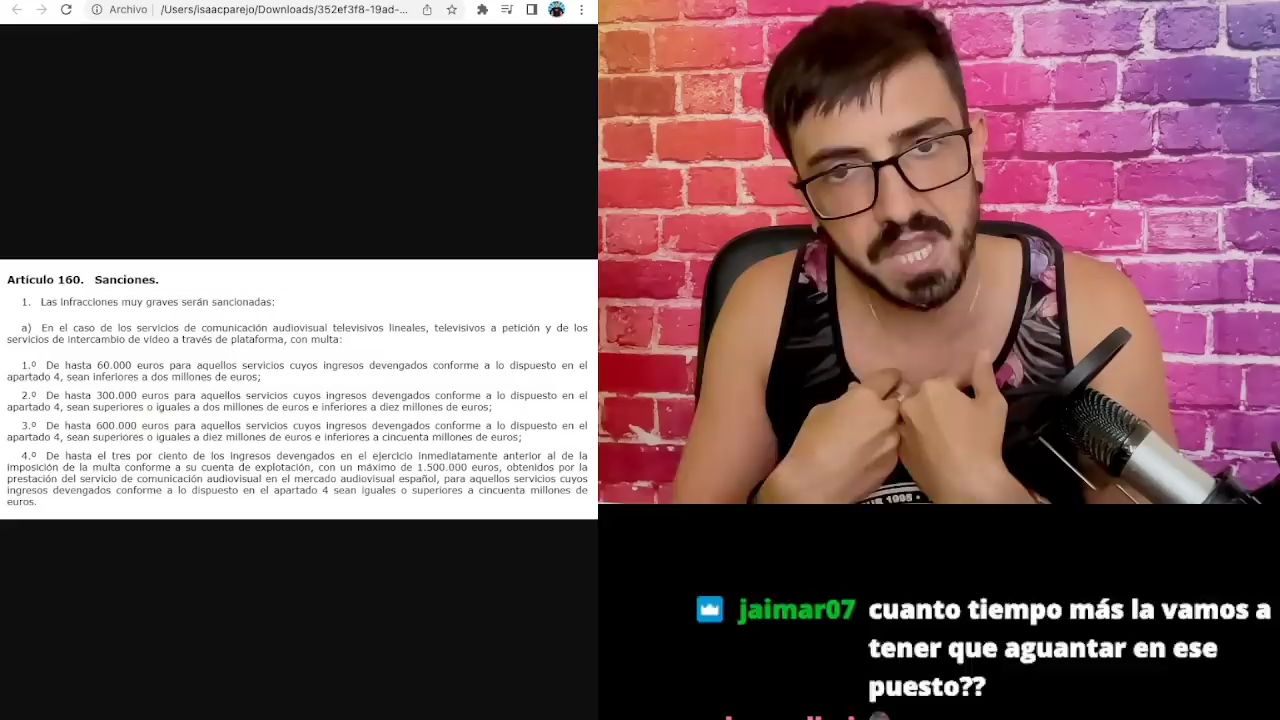 Archivo
/Users/isaacparejo/Downloads/352ef3f8-19ad-...
Artículo 160. Sanciones.
1. Las infracciones muy graves serán sancionadas:
a) En el caso de los servicios de comunicación audiovisual televisivos lineales, televisivos a petición y de los
servicios de intercambio de vídeo a través de plataforma, con multa:
1.º De hasta 60.000 euros para aquellos servicios cuyos ingresos devengados conforme a lo dispuesto en el
apartado 4, sean inferiores a dos millones de euros;
2.º De hasta 300.000 euros para aquellos servicios cuyos ingresos devengados conforme a lo dispuesto en el
apartado 4, sean superiores o iguales a dos millones de euros e inferiores a diez millones de euros;
3.º De hasta 600.000 euros para aquellos servicios cuyos ingresos devengados conforme a lo dispuesto en el
apartado 4, sean superiores o iguales a diez millones de euros e inferiores a cincuenta millones de euros;
4.º De hasta el tres por ciento de los ingresos devengados en el ejercicio inmediatamente anterior al de la
imposición de la multa conforme a su cuenta de explotación, con un máximo de 1.500.000 euros, obtenidos por la
prestación del servicio de comunicación audiovisual en el mercado audiovisual español, para aquellos servicios cuyos
ingresos devengados conforme a lo dispuesto en el apartado 4 sean iguales o superiores a cincuenta millones de
euros.
1998
jaimar07 cuanto tiempo más la vamos a
tener que aguantar en ese
puesto??